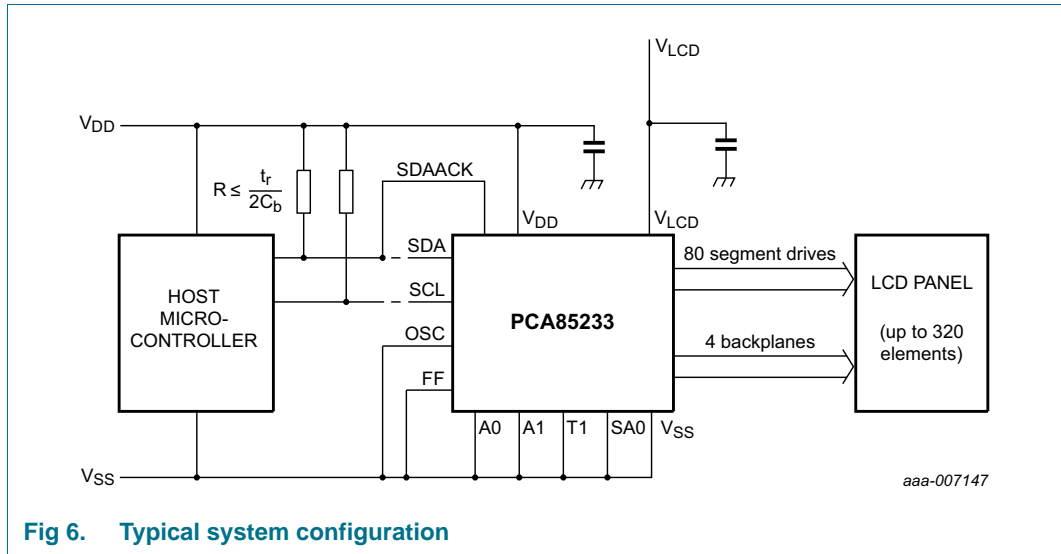 VLCD
VDD
SDAACK
R ≤ tr
2Cb
VDD
VLCD
SDA
80 segment drives
HOST
MICRO-
CONTROLLER
SCL
PCA85233
LCD PANEL
(up to 320
elements)
OSC
4 backplanes
FF
A0 A1 T1 SA0 VSS
VSS
aaa-007147
Fig 6. Typical system configuration